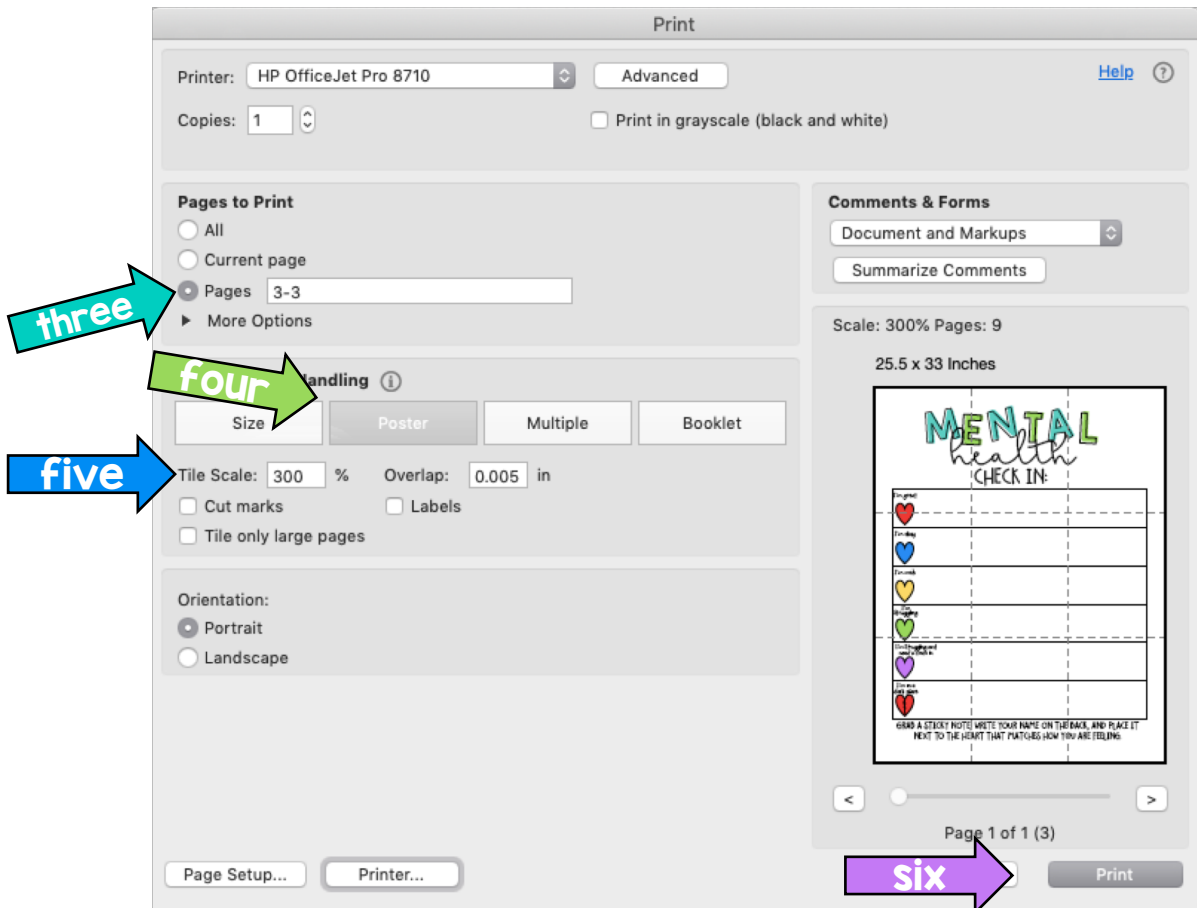 Print
Printer: HP OfficeJet Pro 8710 Advanced Help ?
Copies: 1 Print in grayscale (black and white)
Pages to Print
All
Current page
Pages 3-3
More Options
three
four
andling i
Size Poster Multiple Booklet
five
Tile Scale: 300 % Overlap: 0.005 in
Cut marks Labels
Tile only large pages
Orientation:
Portrait
Landscape
Comments & Forms
Document and Markups
Summarize Comments
Scale: 300% Pages: 9
25.5 x 33 Inches
MENTAL
health
CHECK IN:
I'm great
I'm okay
GRAB A STICKY NOTE, WRITE YOUR NAME ON THE BACK, AND PLACE IT
NEXT TO THE HEART THAT MATCHES HOW YOU ARE FEELING.
< >
Page 1 of 1 (3)
Page Setup... Printer... six Print